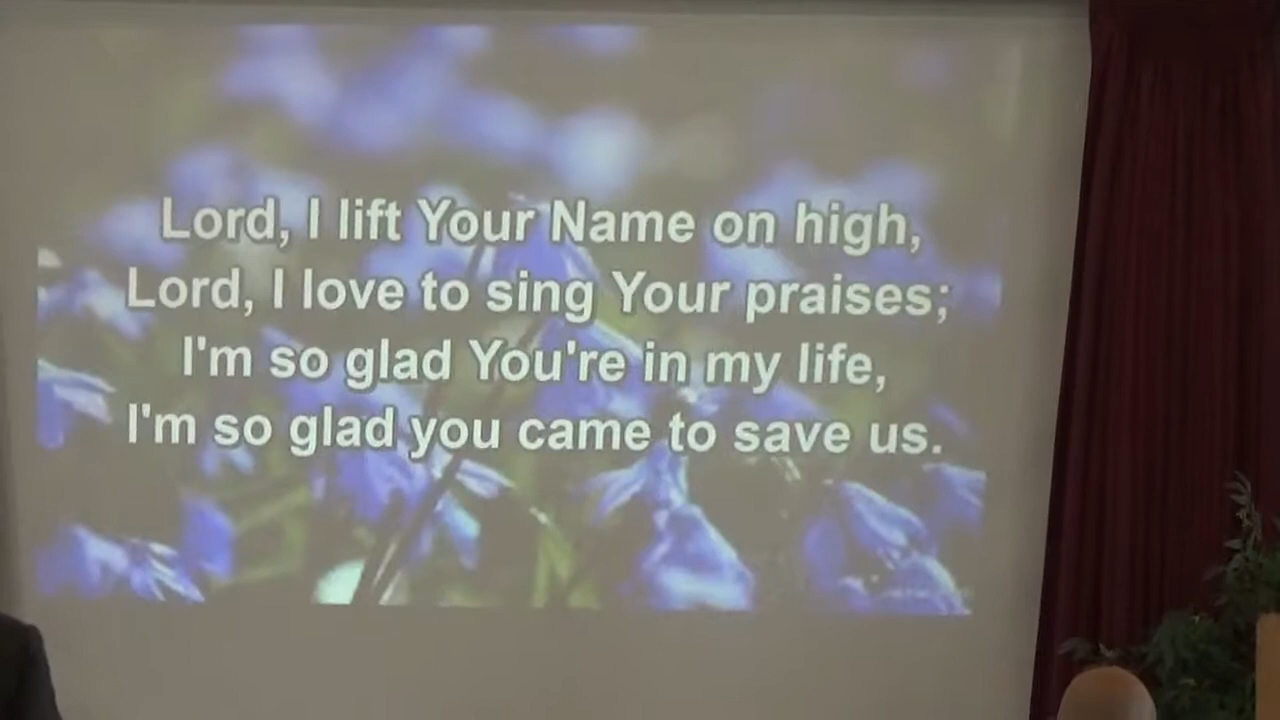 Lord, I lift Your Name on high,
Lord, I love to sing Your praises;
I'm so glad You're in my life,
I'm so glad you came to save us.